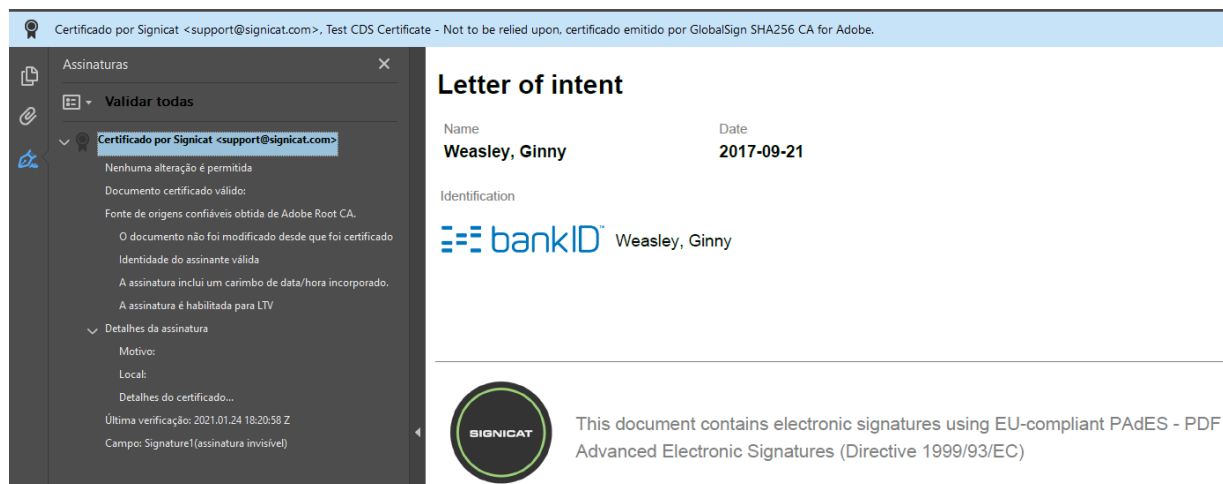 Certificado por Signicat <support@signicat.com>, Test CDS Certificate - Not to be relied upon, certificado emitido por GlobalSign SHA256 CA for Adobe.
Assinaturas
Validar todas
Certificado por Signicat <support@signicat.com>
Nenhuma alteração é permitida
Documento certificado válido:
Fonte de origens confiáveis obtida de Adobe Root CA.
O documento não foi modificado desde que foi certificado
Identidade do assinante válida
A assinatura inclui um carimbo de data/hora incorporado.
A assinatura é habilitada para LTV
Detalhes da assinatura
Motivo:
Local:
Detalhes do certificado...
Última verificação: 2021.01.24 18:20:58 Z
Campo: Signature1(assinatura invisível)
Letter of intent
Name Date
Weasley, Ginny 2017-09-21
Identification
bankID™ Weasley, Ginny
SIGNICAT
This document contains electronic signatures using EU-compliant PAdES - PDF
Advanced Electronic Signatures (Directive 1999/93/EC)